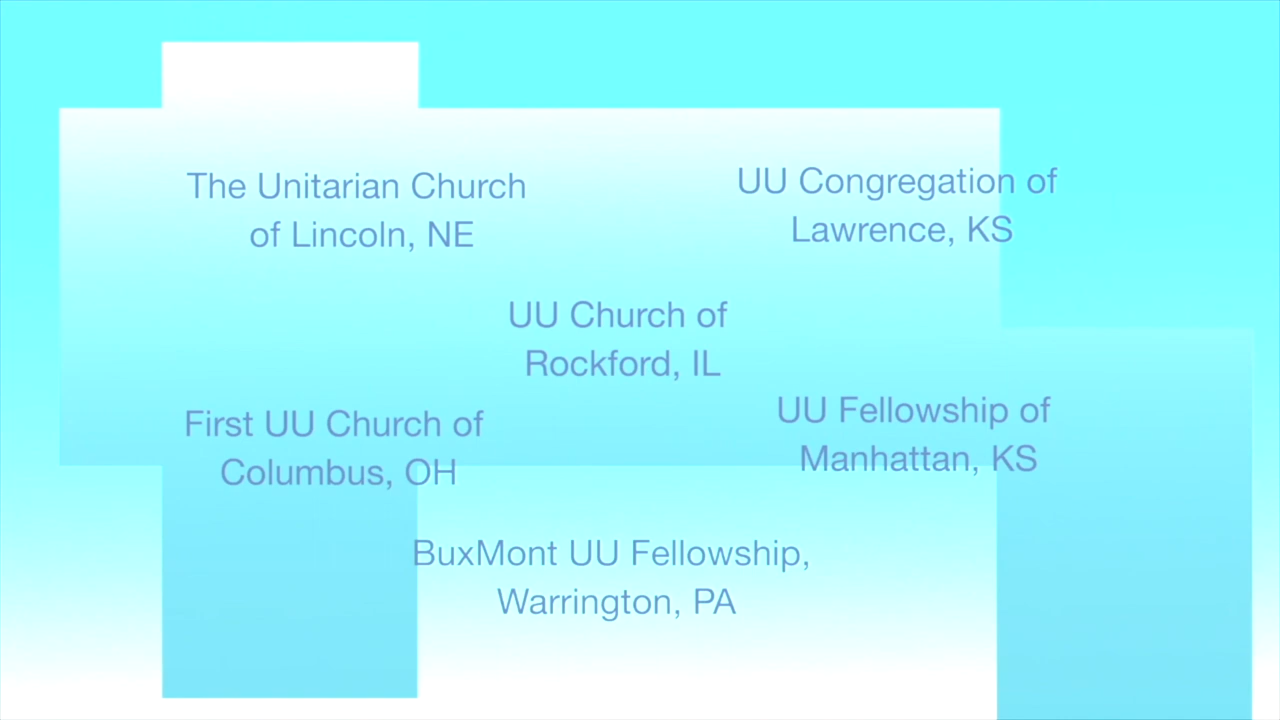 The Unitarian Church
of Lincoln, NE
UU Congregation of
Lawrence, KS
UU Church of
Rockford, IL
First UU Church of
Columbus, OH
UU Fellowship of
Manhattan, KS
BuxMont UU Fellowship,
Warrington, PA